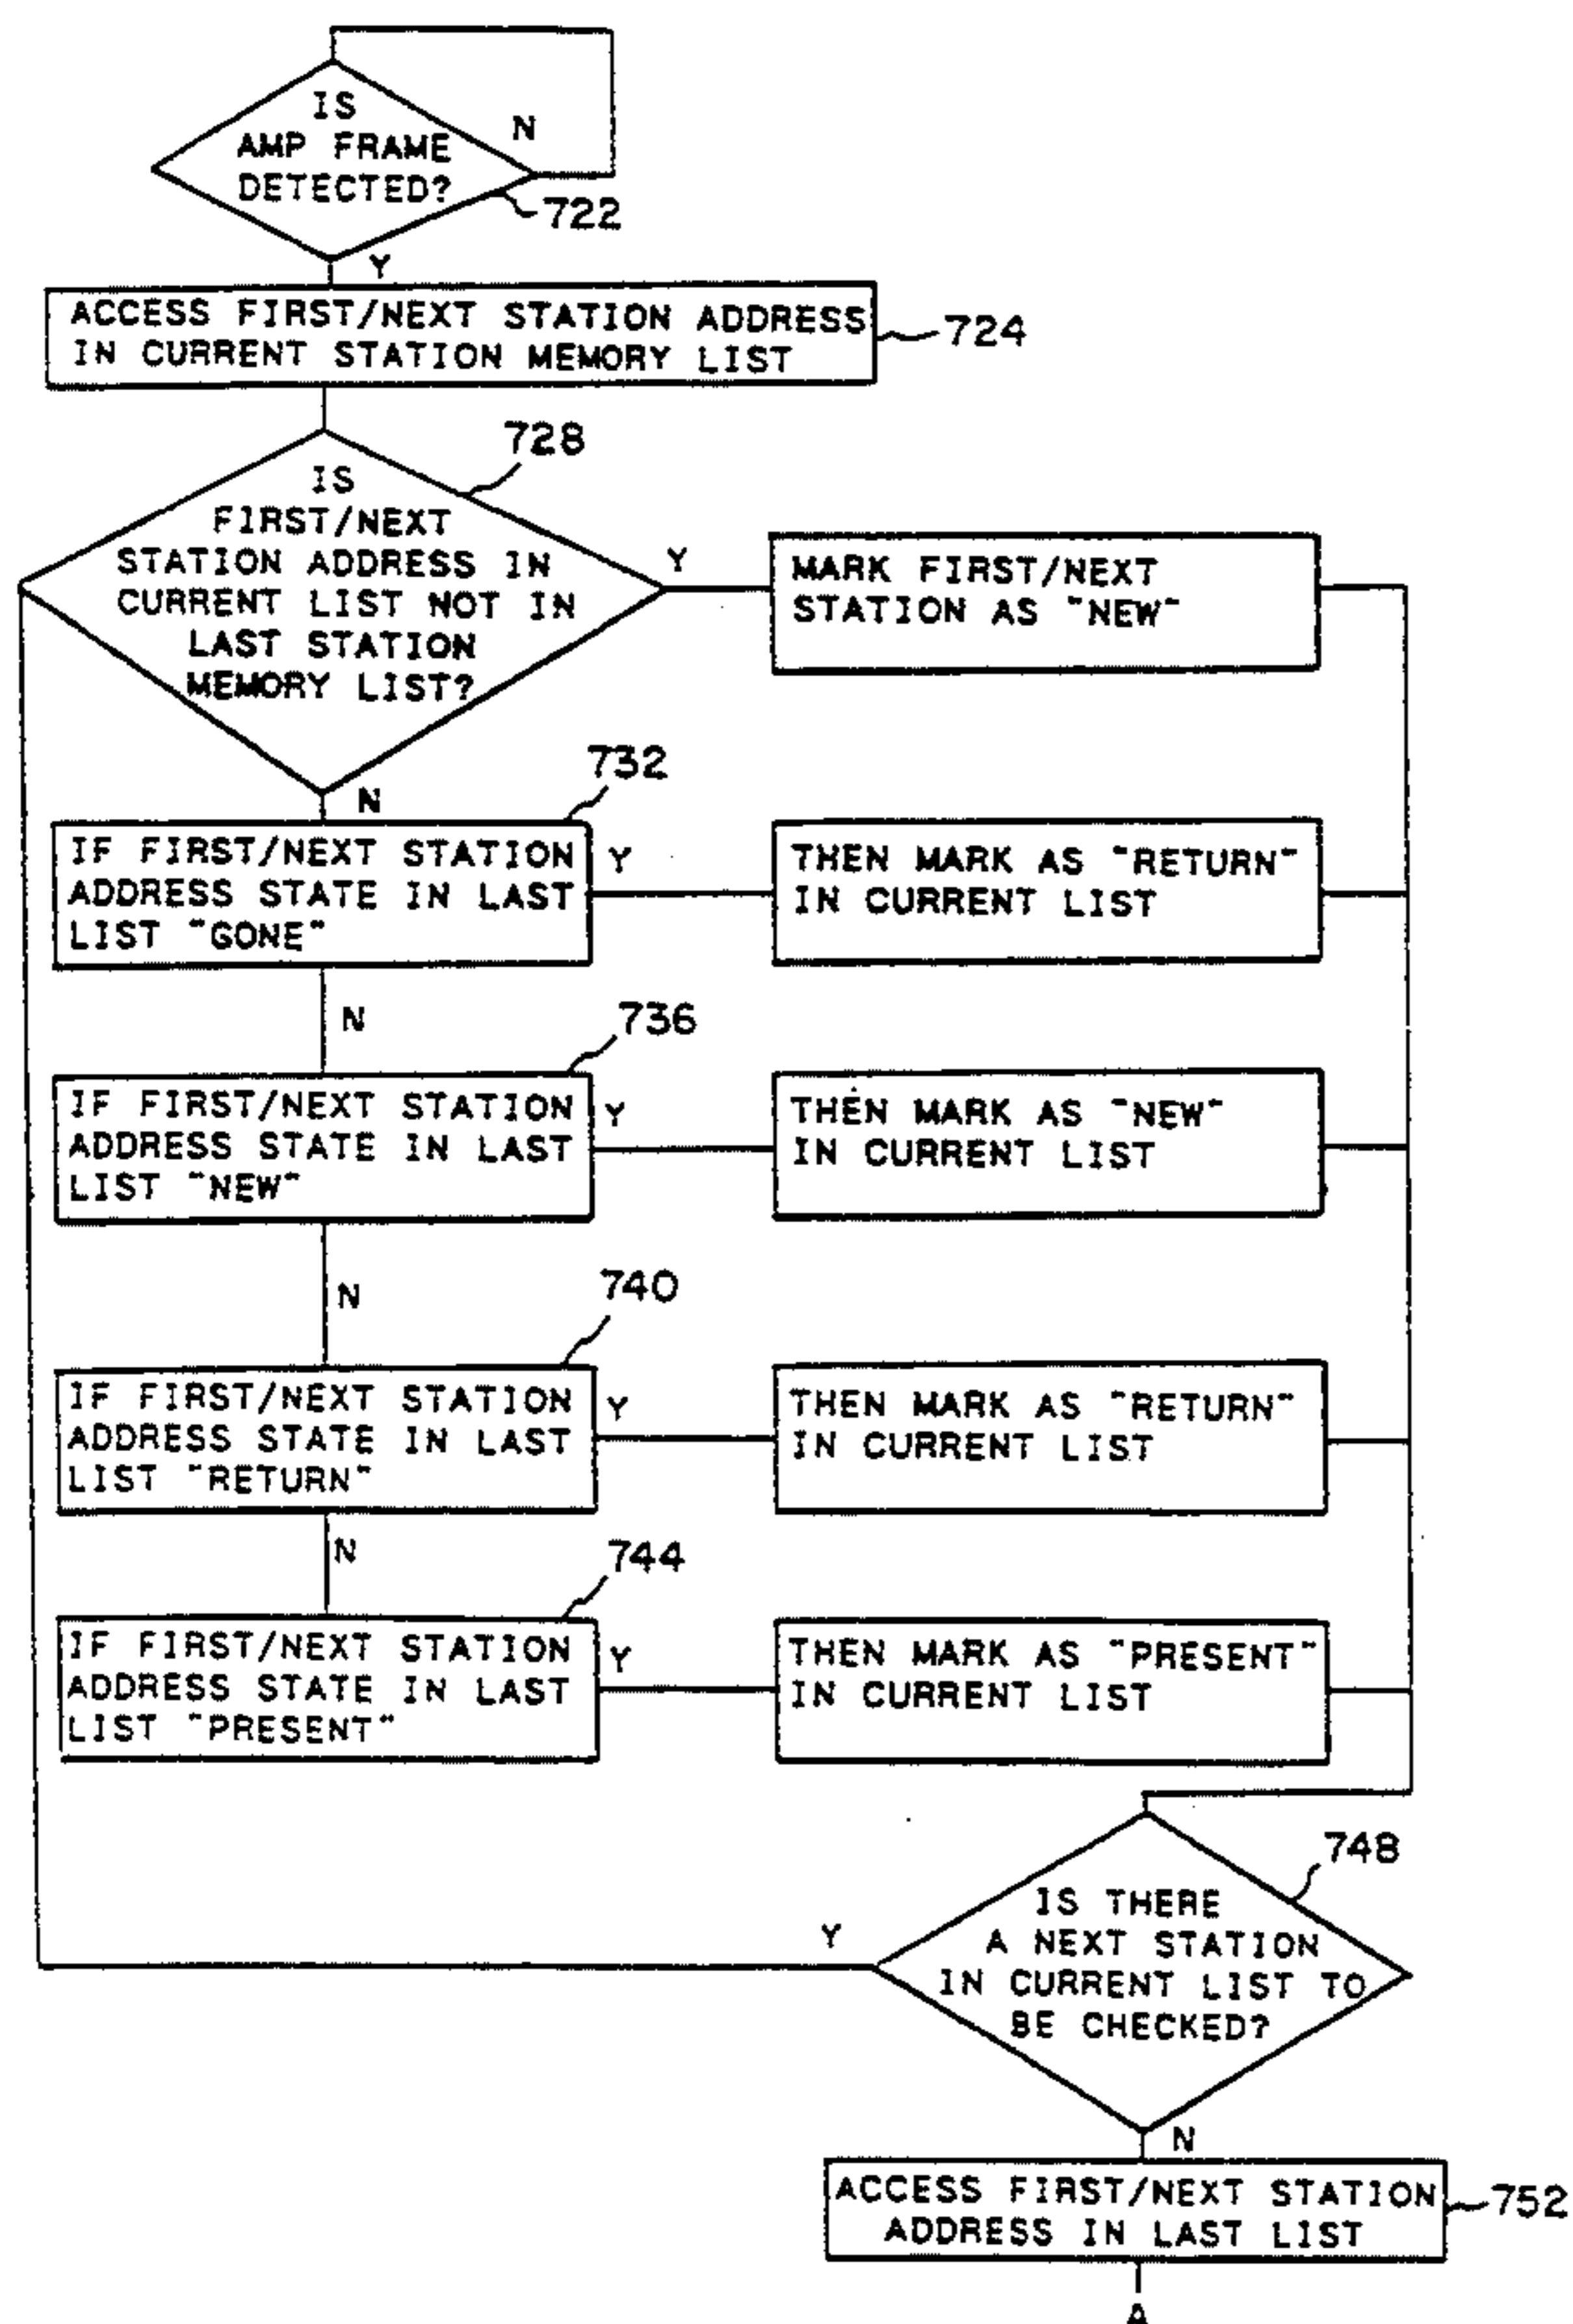 IS
AMP FRAME
DETECTED?
N
722
Y
ACCESS FIRST/NEXT STATION ADDRESS
IN CURRENT STATION MEMORY LIST
724
728
IS
FIRST/NEXT
STATION ADDRESS IN
CURRENT LIST NOT IN
LAST STATION
MEMORY LIST?
Y
MARK FIRST/NEXT
STATION AS "NEW"
N
732
IF FIRST/NEXT STATION
ADDRESS STATE IN LAST
LIST "GONE"
Y
THEN MARK AS "RETURN"
IN CURRENT LIST
N
736
IF FIRST/NEXT STATION
ADDRESS STATE IN LAST
LIST "NEW"
Y
THEN MARK AS "NEW"
IN CURRENT LIST
N
740
IF FIRST/NEXT STATION
ADDRESS STATE IN LAST
LIST "RETURN"
Y
THEN MARK AS "RETURN"
IN CURRENT LIST
N
744
IF FIRST/NEXT STATION
ADDRESS STATE IN LAST
LIST "PRESENT"
Y
THEN MARK AS "PRESENT"
IN CURRENT LIST
748
IS THERE
A NEXT STATION
IN CURRENT LIST TO
BE CHECKED?
Y
N
ACCESS FIRST/NEXT STATION
ADDRESS IN LAST LIST
752
A